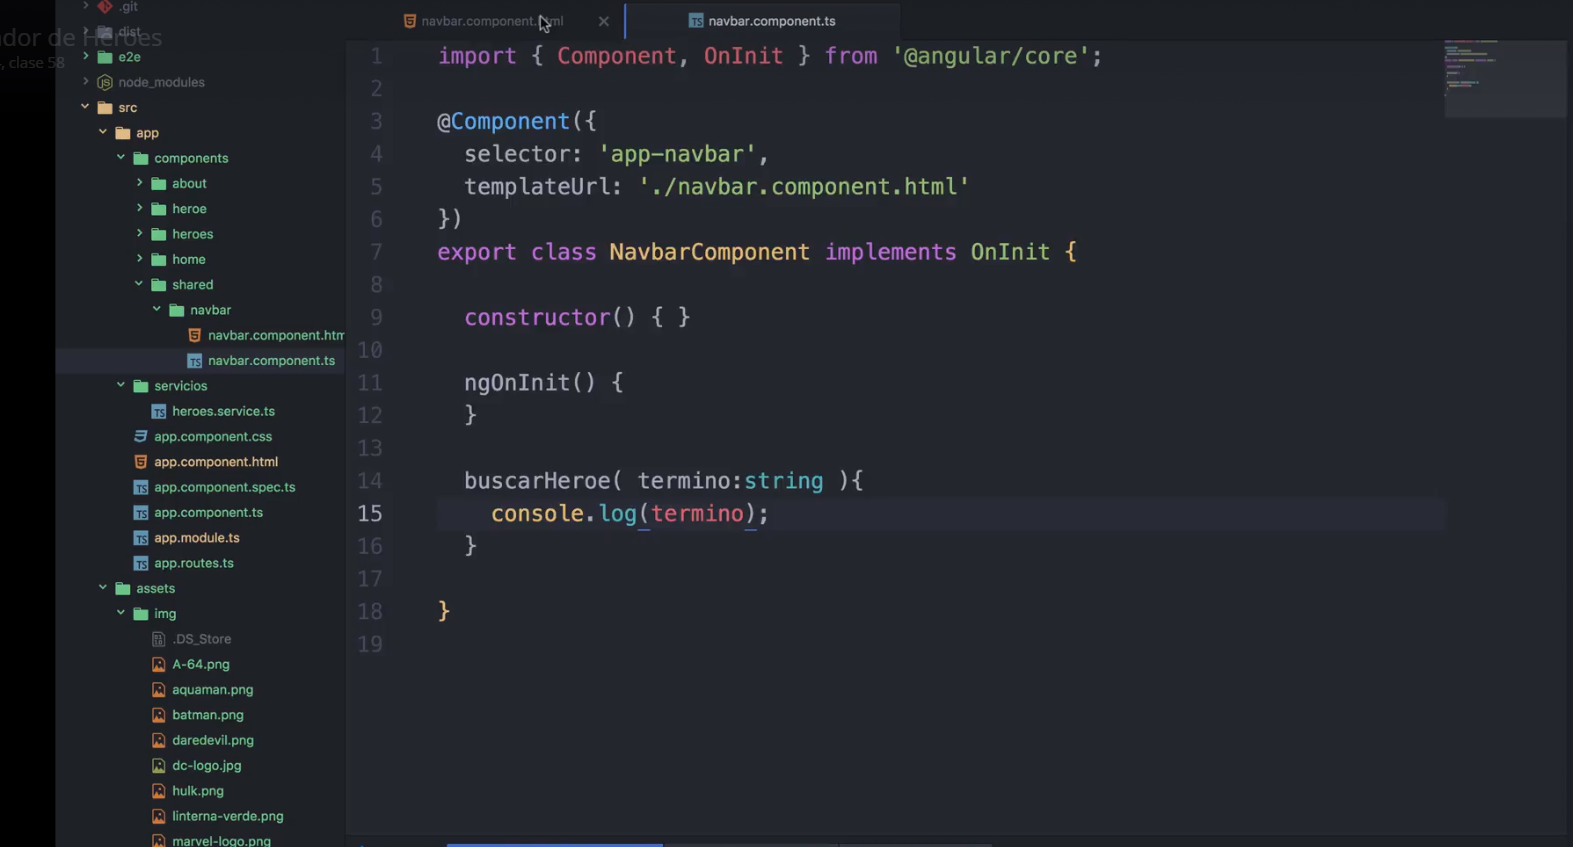 ador de Héroes
, clase 58
.git
dist
e2e
node_modules
src
app
components
about
heroe
heroes
home
shared
navbar
navbar.component.htm
navbar.component.ts
servicios
heroes.service.ts
app.component.css
app.component.html
app.component.spec.ts
app.component.ts
app.module.ts
app.routes.ts
assets
img
.DS_Store
A-64.png
aquaman.png
batman.png
daredevil.png
dc-logo.jpg
hulk.png
linterna-verde.png
marvel-logo.png
navbar.component.html
navbar.component.ts
1 import { Component, OnInit } from '@angular/core';
2
3 @Component({
4 selector: 'app-navbar',
5 templateUrl: './navbar.component.html'
6 })
7 export class NavbarComponent implements OnInit {
8
9 constructor() { }
10
11 ngOnInit() {
12 }
13
14 buscarHeroe( termino:string ){
15 console.log(termino);
16 }
17
18 }
19